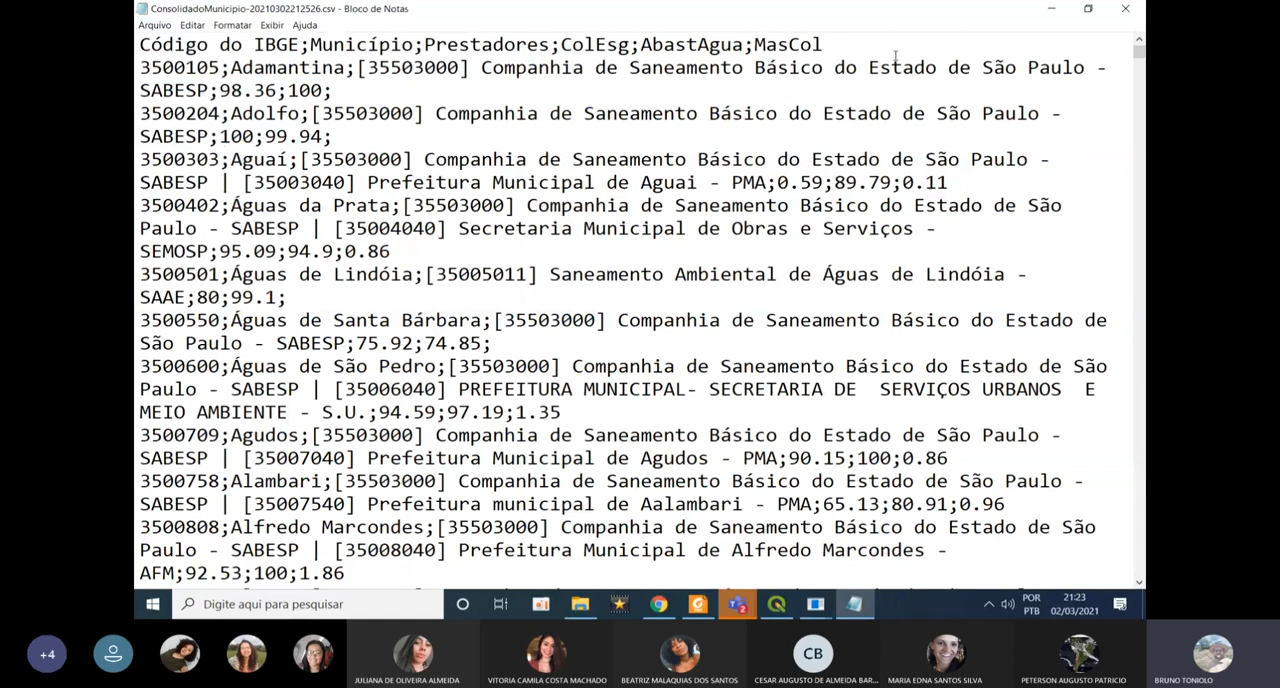 ConsolidadoMunicipio-20210302212526.csv - Bloco de Notas
Arquivo Editar Formatar Exibir Ajuda
Código do IBGE;Município;Prestadores;ColEsg;AbastAgua;MasCol
3500105;Adamantina;[35503000] Companhia de Saneamento Básico do Estado de São Paulo -
SABESP;98.36;100;
3500204;Adolfo;[35503000] Companhia de Saneamento Básico do Estado de São Paulo -
SABESP;100;99.94;
3500303;Aguaí;[35503000] Companhia de Saneamento Básico do Estado de São Paulo -
SABESP | [35003040] Prefeitura Municipal de Aguai - PMA;0.59;89.79;0.11
3500402;Águas da Prata;[35503000] Companhia de Saneamento Básico do Estado de São
Paulo - SABESP | [35004040] Secretaria Municipal de Obras e Serviços -
SEMOSP;95.09;94.9;0.86
3500501;Águas de Lindóia;[35005011] Saneamento Ambiental de Águas de Lindóia -
SAAE;80;99.1;
3500550;Águas de Santa Bárbara;[35503000] Companhia de Saneamento Básico do Estado de
São Paulo - SABESP;75.92;74.85;
3500600;Águas de São Pedro;[35503000] Companhia de Saneamento Básico do Estado de São
Paulo - SABESP | [35006040] PREFEITURA MUNICIPAL- SECRETARIA DE  SERVIÇOS URBANOS  E
MEIO AMBIENTE - S.U.;94.59;97.19;1.35
3500709;Agudos;[35503000] Companhia de Saneamento Básico do Estado de São Paulo -
SABESP | [35007040] Prefeitura Municipal de Agudos - PMA;90.15;100;0.86
3500758;Alambari;[35503000] Companhia de Saneamento Básico do Estado de São Paulo -
SABESP | [35007540] Prefeitura municipal de Aalambari - PMA;65.13;80.91;0.96
3500808;Alfredo Marcondes;[35503000] Companhia de Saneamento Básico do Estado de São
Paulo - SABESP | [35008040] Prefeitura Municipal de Alfredo Marcondes -
AFM;92.53;100;1.86
Digite aqui para pesquisar
POR 21:23
PTB 02/03/2021
+4
CB
JULIANA DE OLIVEIRA ALMEIDA VITORIA CAMILA COSTA MACHADO BEATRIZ MALAQUIAS DOS SANTOS CESAR AUGUSTO DE ALMEIDA BAR... MARIA EDNA SANTOS SILVA PETERSON AUGUSTO PATRICIO BRUNO TONIOLO